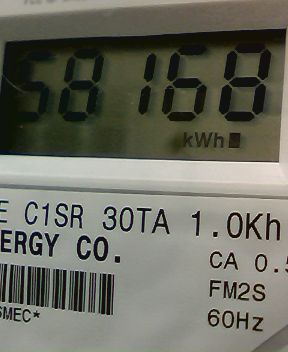 58168
kWh
E C1SR 30TA 1.0Kh
ERGY CO.
CA 0.5
FM2S
60Hz
SMEC*